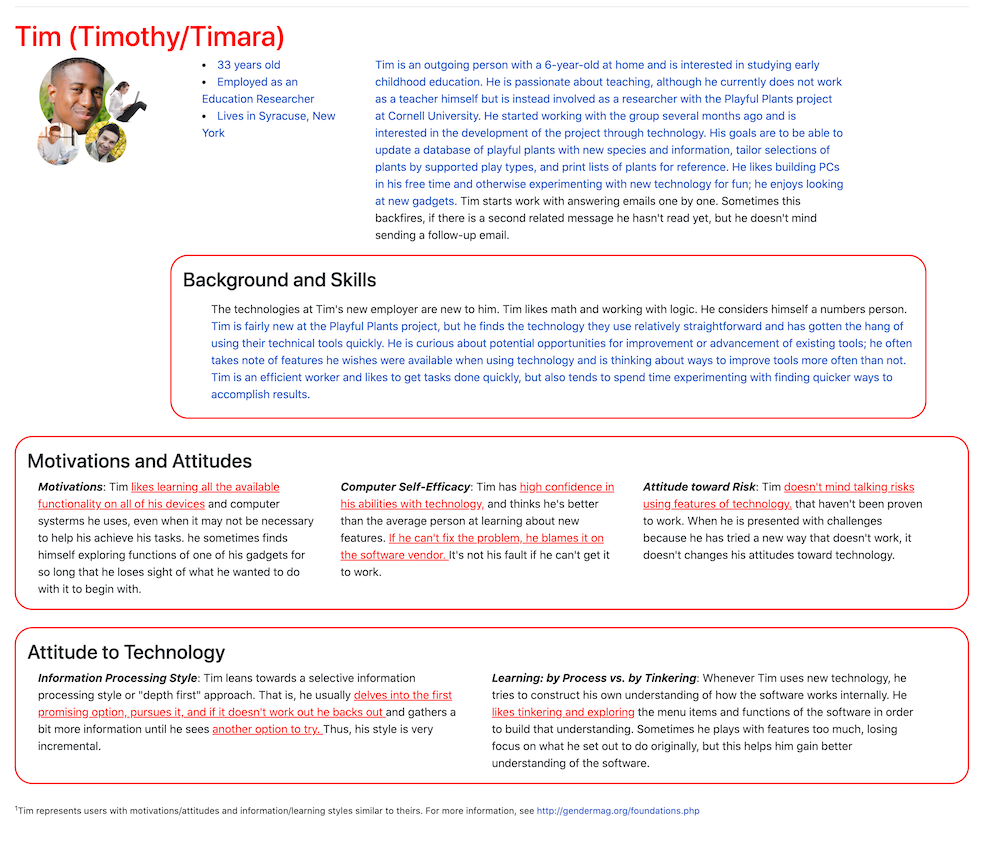 Tim (Timothy/Timara)
• 33 years old
• Employed as an
Education Researcher
• Lives in Syracuse, New
York
Tim is an outgoing person with a 6-year-old at home and is interested in studying early
childhood education. He is passionate about teaching, although he currently does not work
as a teacher himself but is instead involved as a researcher with the Playful Plants project
at Cornell University. He started working with the group several months ago and is
interested in the development of the project through technology. His goals are to be able to
update a database of playful plants with new species and information, tailor selections of
plants by supported play types, and print lists of plants for reference. He likes building PCs
in his free time and otherwise experimenting with new technology for fun; he enjoys looking
at new gadgets. Tim starts work with answering emails one by one. Sometimes this
backfires, if there is a second related message he hasn't read yet, but he doesn't mind
sending a follow-up email.
Background and Skills
The technologies at Tim's new employer are new to him. Tim likes math and working with logic. He considers himself a numbers person.
Tim is fairly new at the Playful Plants project, but he finds the technology they use relatively straightforward and has gotten the hang of
using their technical tools quickly. He is curious about potential opportunities for improvement or advancement of existing tools; he often
takes note of features he wishes were available when using technology and is thinking about ways to improve tools more often than not.
Tim is an efficient worker and likes to get tasks done quickly, but also tends to spend time experimenting with finding quicker ways to
accomplish results.
Motivations and Attitudes
Motivations: Tim likes learning all the available
functionality on all of his devices and computer
systerms he uses, even when it may not be necessary
to help his achieve his tasks. he sometimes finds
himself exploring functions of one of his gadgets for
so long that he loses sight of what he wanted to do
with it to begin with.
Computer Self-Efficacy: Tim has high confidence in
his abilities with technology, and thinks he's better
than the average person at learning about new
features. If he can't fix the problem, he blames it on
the software vendor. It's not his fault if he can't get it
to work.
Attitude toward Risk: Tim doesn't mind talking risks
using features of technology. that haven't been proven
to work. When he is presented with challenges
because he has tried a new way that doesn't work, it
doesn't changes his attitudes toward technology.
Attitude to Technology
Information Processing Style: Tim leans towards a selective information
processing style or "depth first" approach. That is, he usually delves into the first
promising option, pursues it, and if it doesn't work out he backs out and gathers a
bit more information until he sees another option to try. Thus, his style is very
incremental.
Learning: by Process vs. by Tinkering: Whenever Tim uses new technology, he
tries to construct his own understanding of how the software works internally. He
likes tinkering and exploring the menu items and functions of the software in order
to build that understanding. Sometimes he plays with features too much, losing
focus on what he set out to do originally, but this helps him gain better
understanding of the software.
1Tim represents users with motivations/attitudes and information/learning styles similar to theirs. For more information, see http://gendermag.org/foundations.php